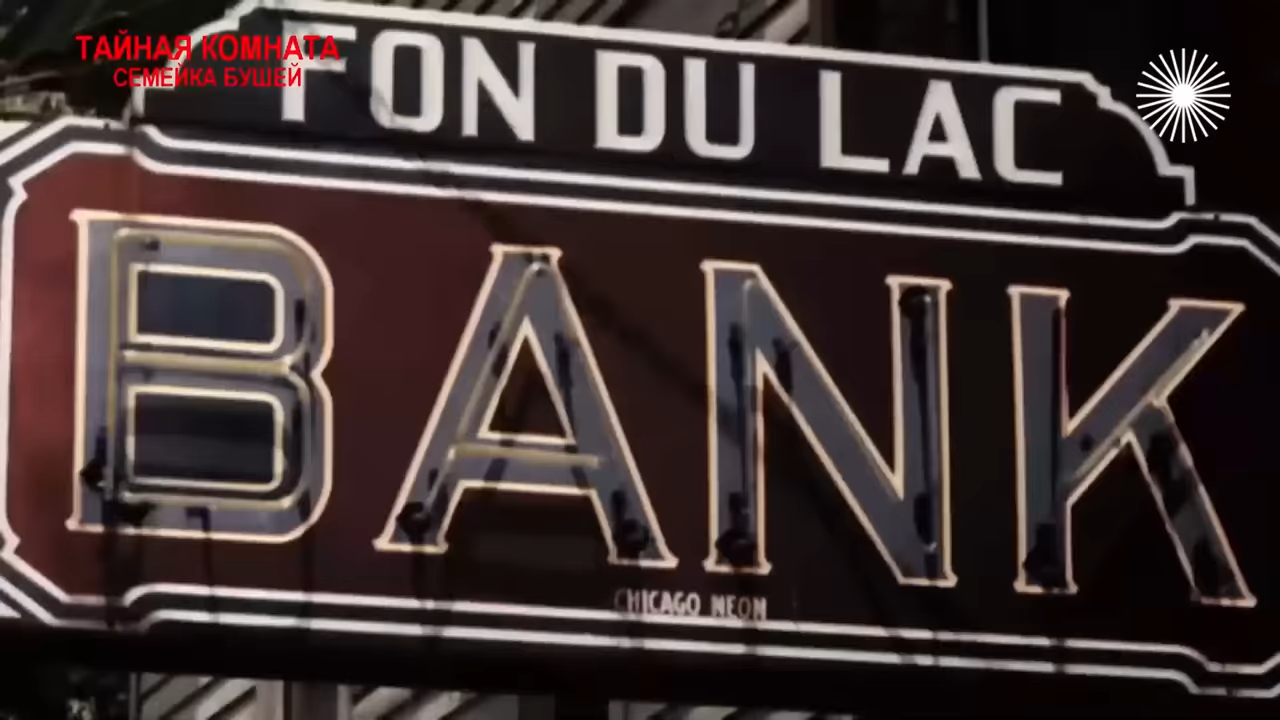 ТАЙНАЯ КОМНАТА
СЕМЕЙКА БУШЕЙ
FON DU LAC
BANK
CHICAGO NEON